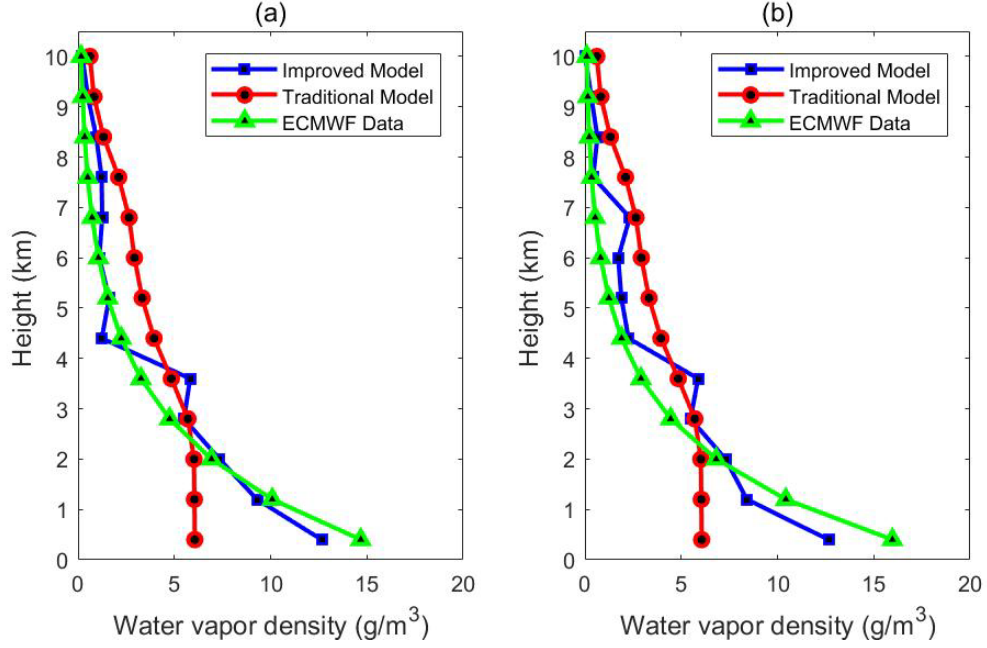 (a)
Improved Model
Traditional Model
ECMWF Data
10
9
8
7
6
5
4
3
2
1
0
Height (km)
0 5 10 15 20
Water vapor density (g/m³)
(b)
Improved Model
Traditional Model
ECMWF Data
10
9
8
7
6
5
4
3
2
1
0
Height (km)
0 5 10 15 20
Water vapor density (g/m³)